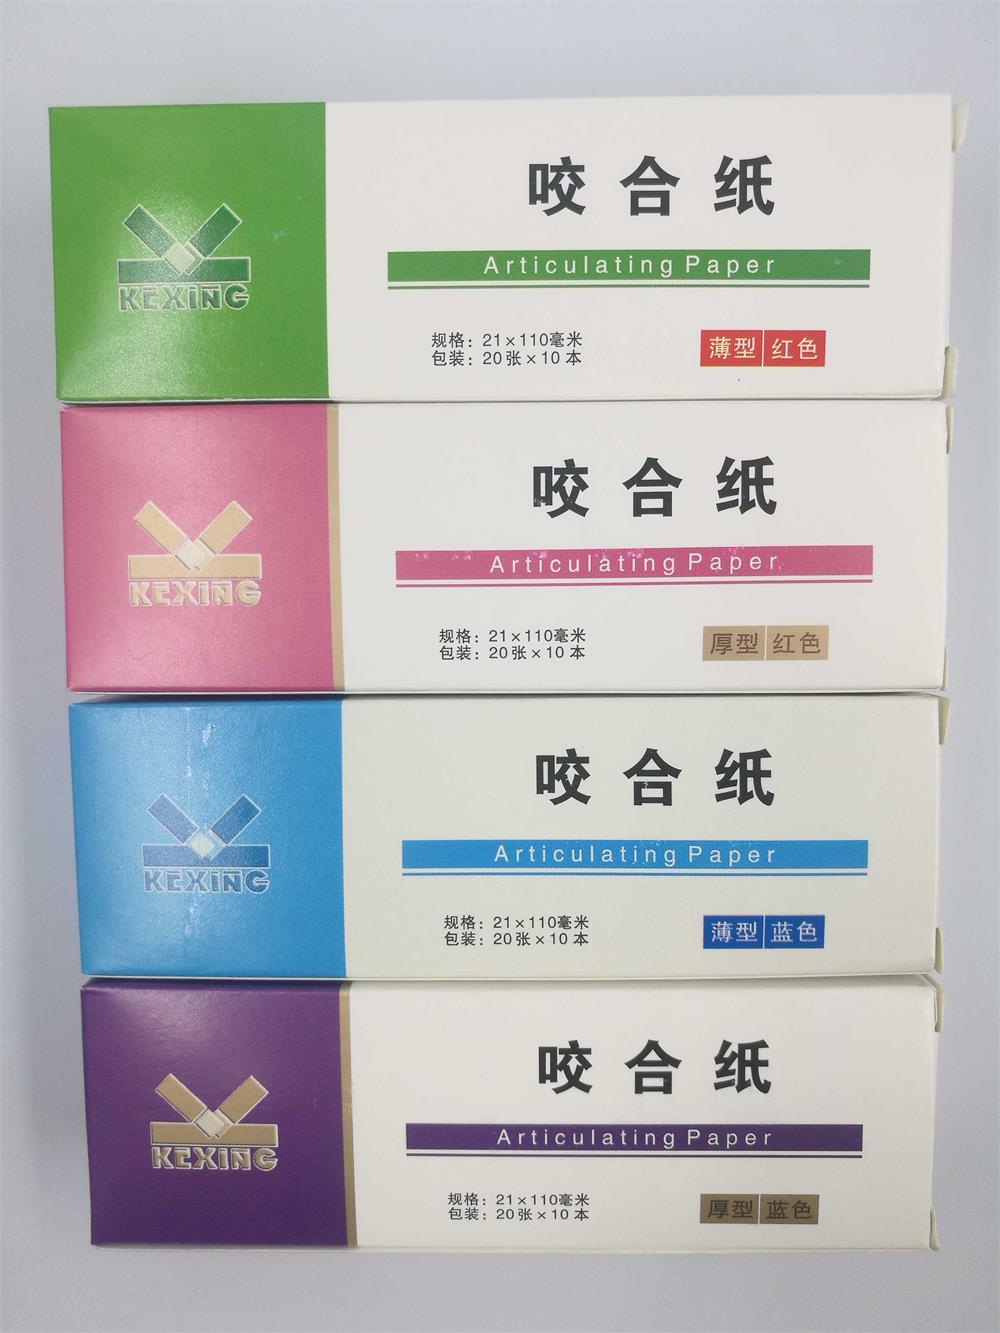 KEXING
咬合纸
Articulating Paper
规格：21×110毫米
包装：20张×10本
薄型 红色
KEXING
咬合纸
Articulating Paper
规格：21×110毫米
包装：20张×10本
厚型 红色
KEXING
咬合纸
Articulating Paper
规格：21×110毫米
包装：20张×10本
薄型 蓝色
KEXING
咬合纸
Articulating Paper
规格：21×110毫米
包装：20张×10本
厚型 蓝色